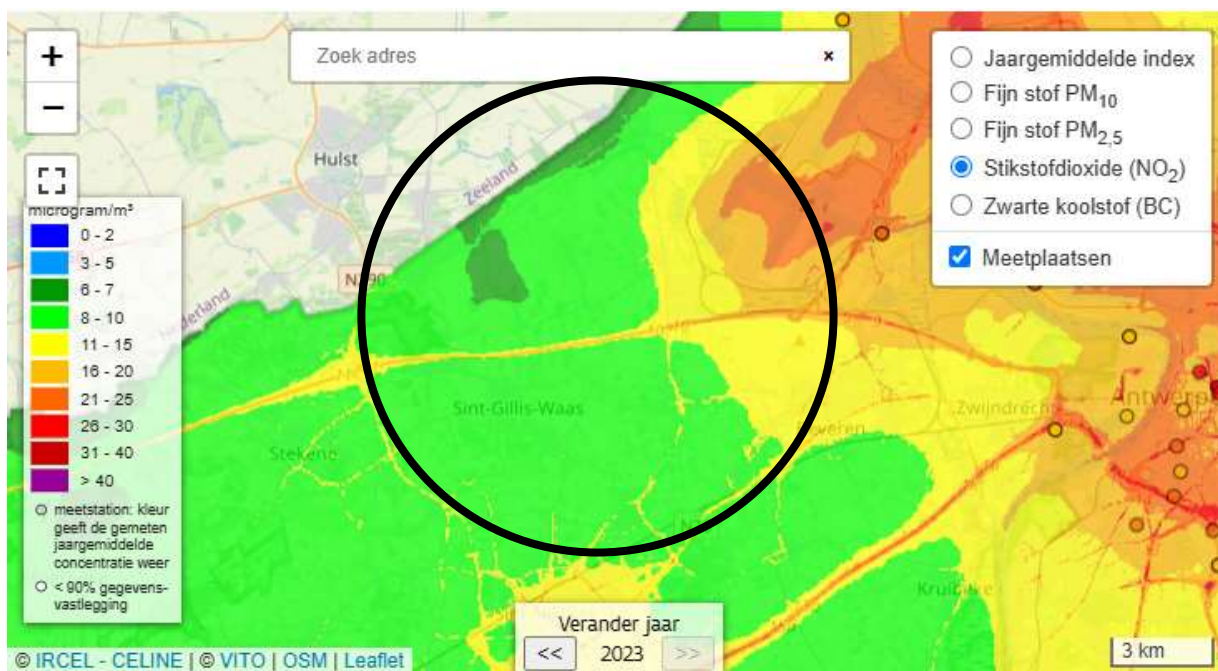 +
−
Zoek adres ×
Jaargemiddelde index
Fijn stof PM10
Fijn stof PM2,5
Stikstofdioxide (NO2)
Zwarte koolstof (BC)
Meetplaatsen
Hulst
Zeeland
Nederland
microgram/m³
0 - 2
3 - 5
6 - 7
8 - 10
11 - 15
16 - 20
21 - 25
26 - 30
31 - 40
> 40
meetstation: kleur
geeft de gemeten
jaargemiddelde
concentratie weer
< 90% gegevens-
vastlegging
Sint-Gillis-Waas
Stekene
Beveren
Zwijndrecht
Antwerp
Kruibeke
Verander jaar
<< 2023 >>
3 km
© IRCEL - CELINE | © VITO | OSM | Leaflet